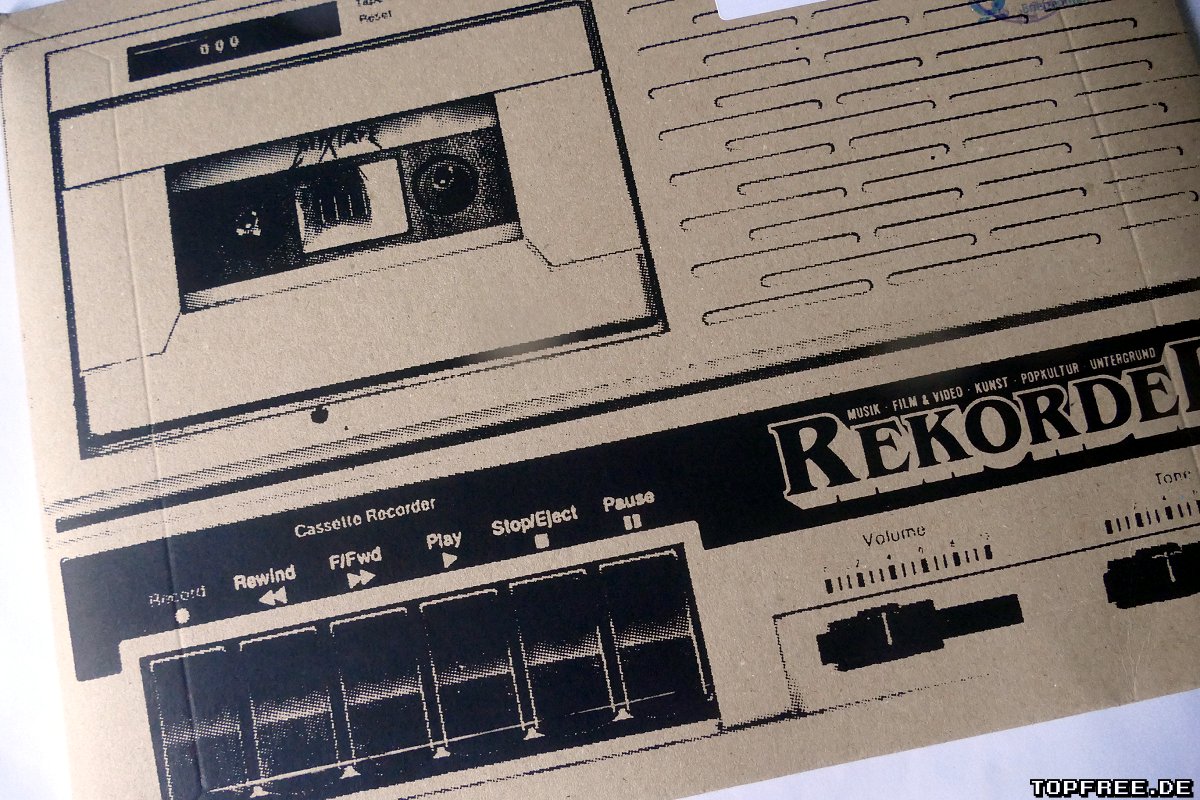 Tape
Reset
000
MUSIK · FILM & VIDEO · KUNST · POPKULTUR · UNTERGRUND
REKORDER
Cassette Recorder
Record
Rewind
F/Fwd
Play
Stop/Eject
Pause
Volume
Tone
TOPFREE.DE